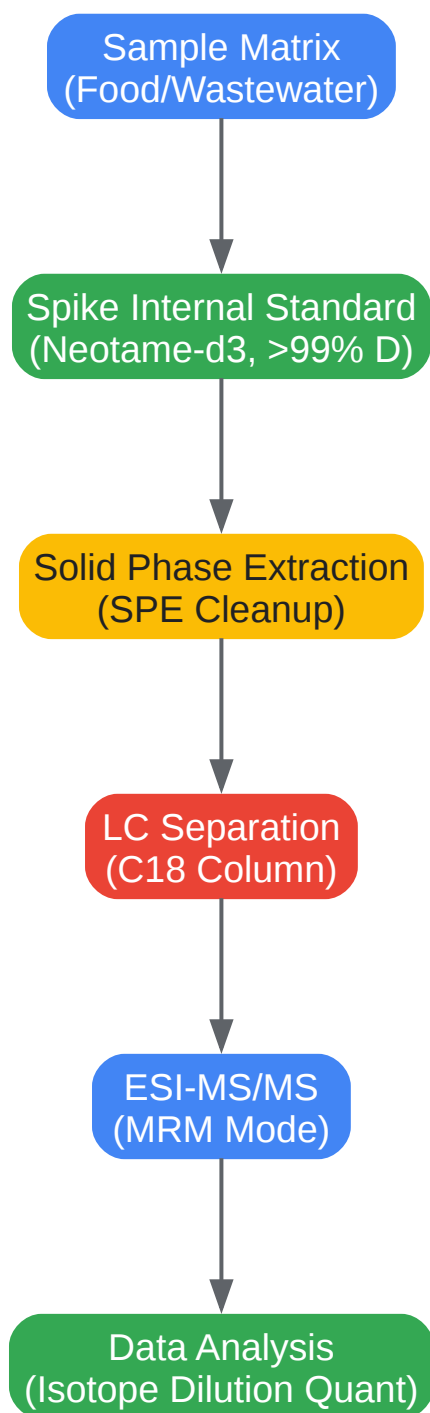 Sample Matrix
(Food/Wastewater)
Spike Internal Standard
(Neotame-d3, >99% D)
Solid Phase Extraction
(SPE Cleanup)
LC Separation
(C18 Column)
ESI-MS/MS
(MRM Mode)
Data Analysis
(Isotope Dilution Quant)